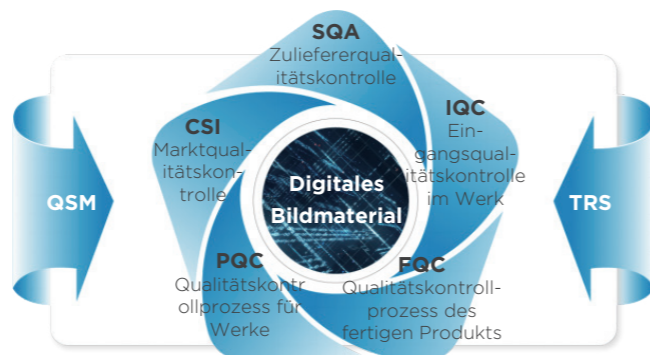 SQA
Zuliefererqual-
itätskontrolle
IQC
Ein-
gangsqual-
itätskontrolle
im Werk
CSI
Marktqual-
itätskon-
trolle
Digitales
Bildmaterial
QSM
TRS
PQC
Qualitätskontr
ollprozess für
Werke
FQC
Qualitätskontroll-
prozess des
fertigen Produkts